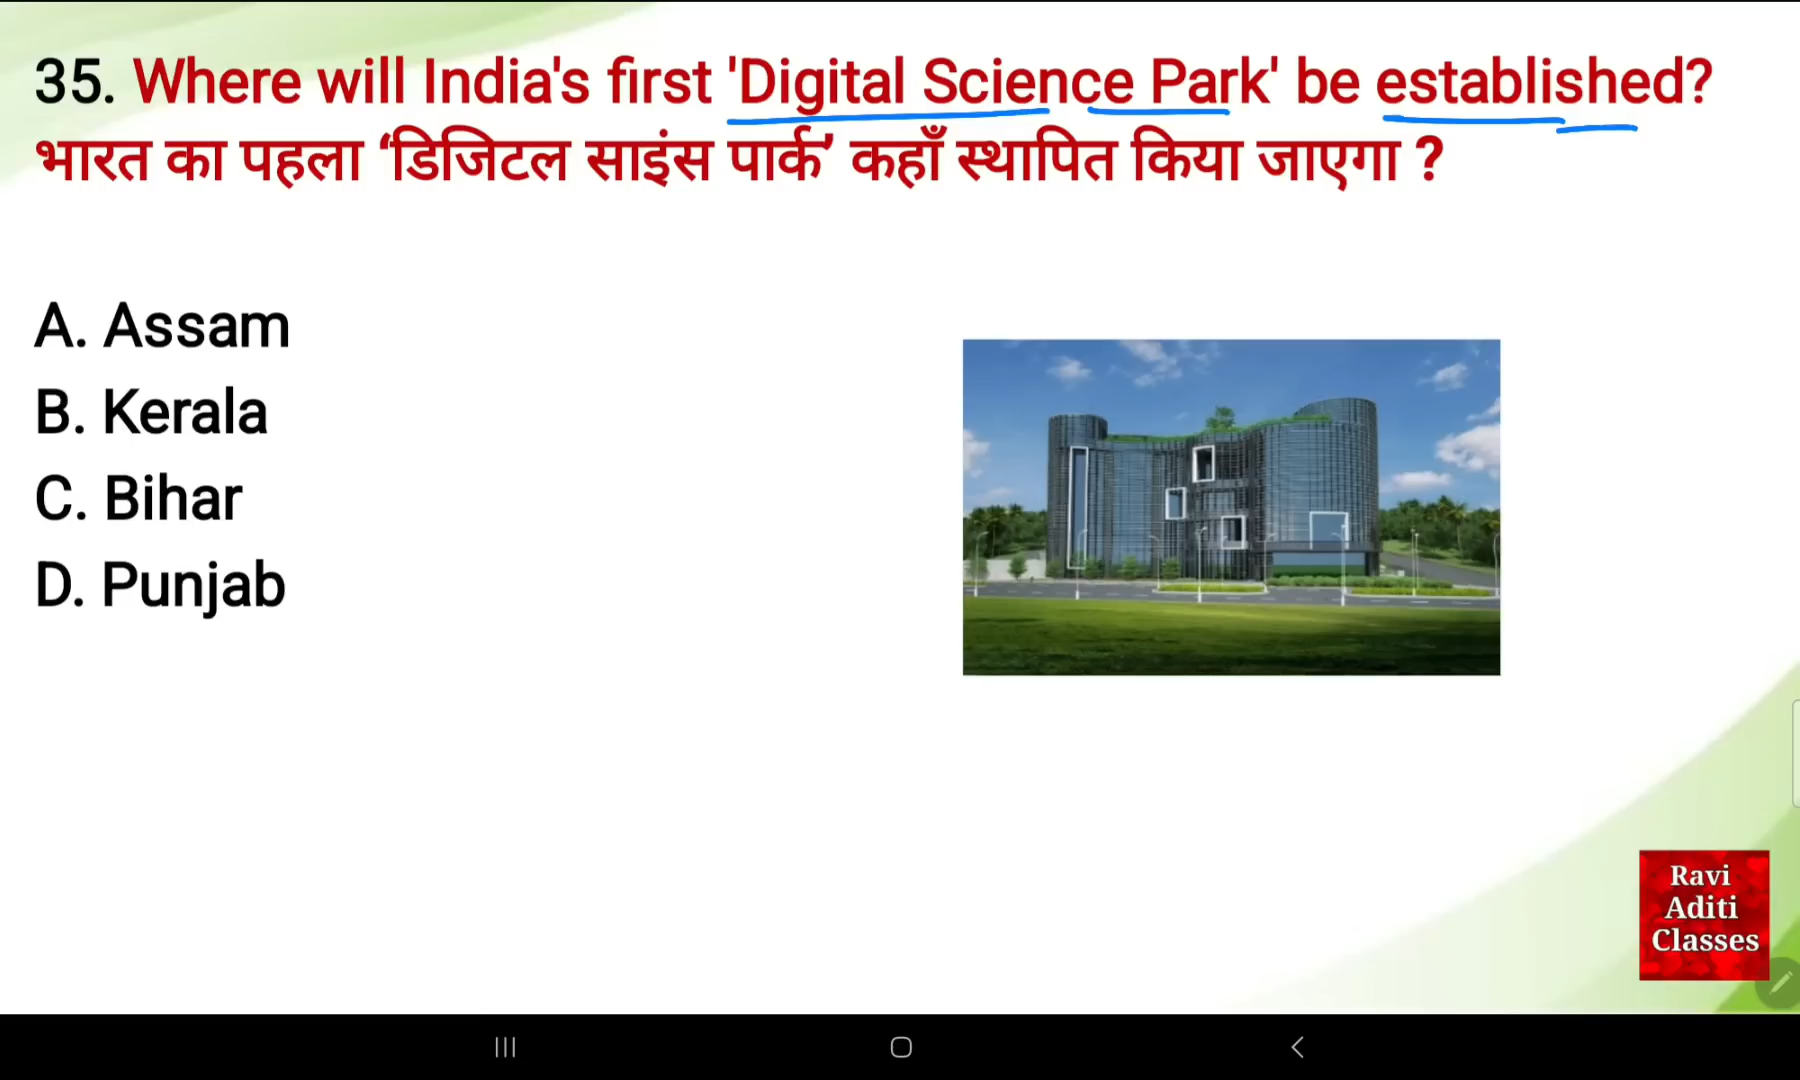 35. Where will India's first 'Digital Science Park' be established?
भारत का पहला ‘डिजिटल साइंस पार्क’ कहाँ स्थापित किया जाएगा ?
A. Assam
B. Kerala
C. Bihar
D. Punjab
Ravi
Aditi
Classes